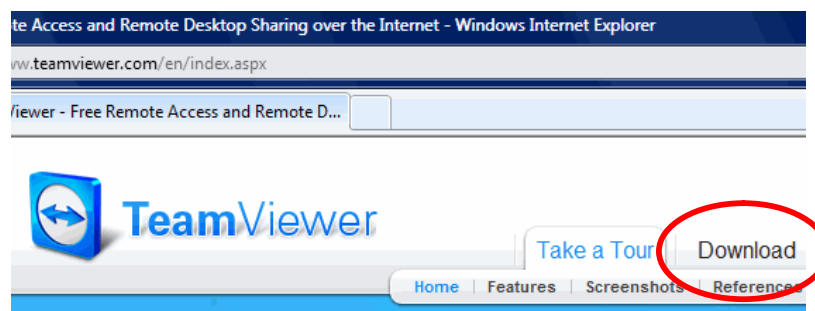 te Access and Remote Desktop Sharing over the Internet - Windows Internet Explorer
ww.teamviewer.com/en/index.aspx
Viewer - Free Remote Access and Remote D...
TeamViewer
Take a Tour Download
Home Features Screenshots References